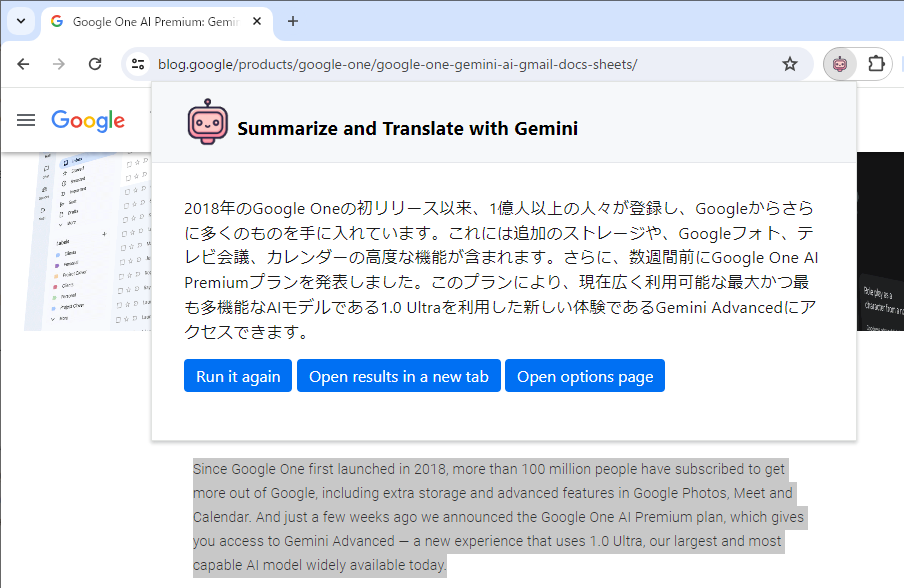 Google One AI Premium: Gemin
blog.google/products/google-one/google-one-gemini-ai-gmail-docs-sheets/
Google
Summarize and Translate with Gemini
2018年のGoogle Oneの初リリース以来、1億人以上の人々が登録し、Googleからさら
に多くのものを手に入れています。これには追加のストレージや、Googleフォト、テ
レビ会議、カレンダーの高度な機能が含まれます。さらに、数週間前にGoogle One AI
Premiumプランを発表しました。このプランにより、現在広く利用可能な最大かつ最
も多機能なAIモデルである1.0 Ultraを利用した新しい体験であるGemini Advancedにア
クセスできます。
Run it again
Open results in a new tab
Open options page
Labels
More
Role play as a
character from a
Since Google One first launched in 2018, more than 100 million people have subscribed to get
more out of Google, including extra storage and advanced features in Google Photos, Meet and
Calendar. And just a few weeks ago we announced the Google One AI Premium plan, which gives
you access to Gemini Advanced — a new experience that uses 1.0 Ultra, our largest and most
capable AI model widely available today.